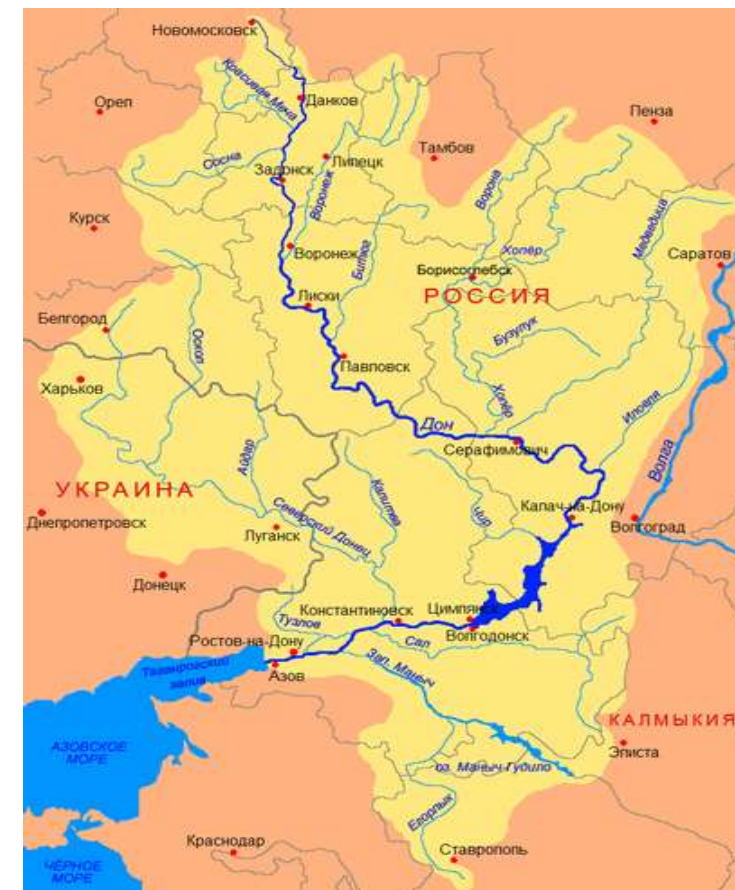 Новомосковск
Красивая Меча
Орел
Данков
Пенза
Тамбов
Сосна
Задонск
Липецк
Воронеж
Ворона
Медведица
Курск
Воронеж
Битюг
Хопёр
Саратов
Борисоглебск
Лиски
РОССИЯ
Белгород
Оскол
Бузулук
Павловск
Харьков
Хопёр
Иловля
Дон
Серафимович
Волга
Айдар
УКРАИНА
Калитва
Северский Донец
Чир
Калач-на-Дону
Днепропетровск
Луганск
Волгоград
Донецк
Константиновск
Цимлянск
Тузлов
Волгодонск
Ростов-на-Дону
Сал
Таганрогский
залив
Азов
Зап. Маныч
КАЛМЫКИЯ
АЗОВСКОЕ
МОРЕ
Элиста
оз. Маныч-Гудило
Егорлык
Краснодар
Ставрополь
ЧЁРНОЕ
МОРЕ